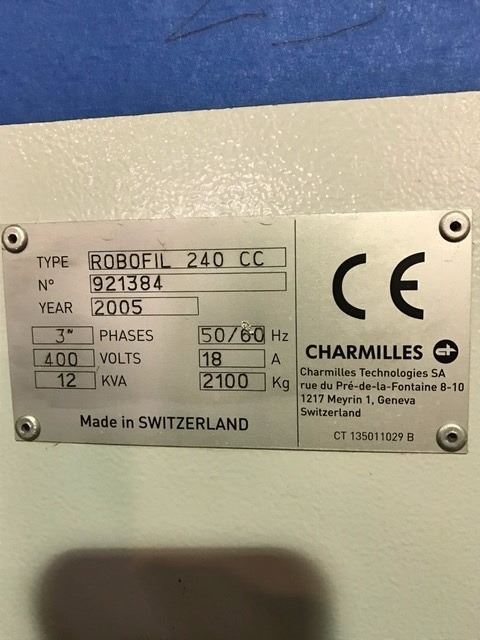 TYPE ROBOFIL 240 CC
N° 921384
YEAR 2005
3~ PHASES 50/60 Hz
400 VOLTS 18 A
12 KVA 2100 Kg
Made in SWITZERLAND
CE
CHARMILLES
Charmilles Technologies SA
rue du Pré-de-la-Fontaine 8-10
1217 Meyrin 1, Geneva
Switzerland
CT 135011029 B